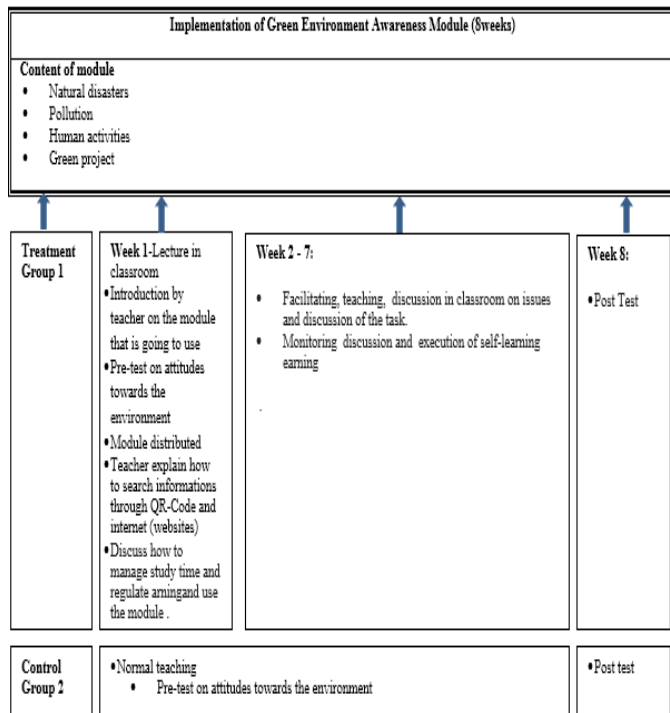 Implementation of Green Environment Awareness Module (8weeks)
Content of module
• Natural disasters
• Pollution
• Human activities
• Green project
Treatment
Group 1
Week 1-Lecture in
classroom
•Introduction by
teacher on the module
that is going to use
•Pre-test on attitudes
towards the
environment
•Module distributed
•Teacher explain how
to search informations
through QR-Code and
internet (websites)
•Discuss how to
manage study time and
regulate arningand use
the module .
Week 2 - 7:
• Facilitating, teaching, discussion in classroom on issues
and discussion of the task.
• Monitoring discussion and execution of self-learning
earning
.
Week 8:
•Post Test
Control
Group 2
•Normal teaching
• Pre-test on attitudes towards the environment
•Post test